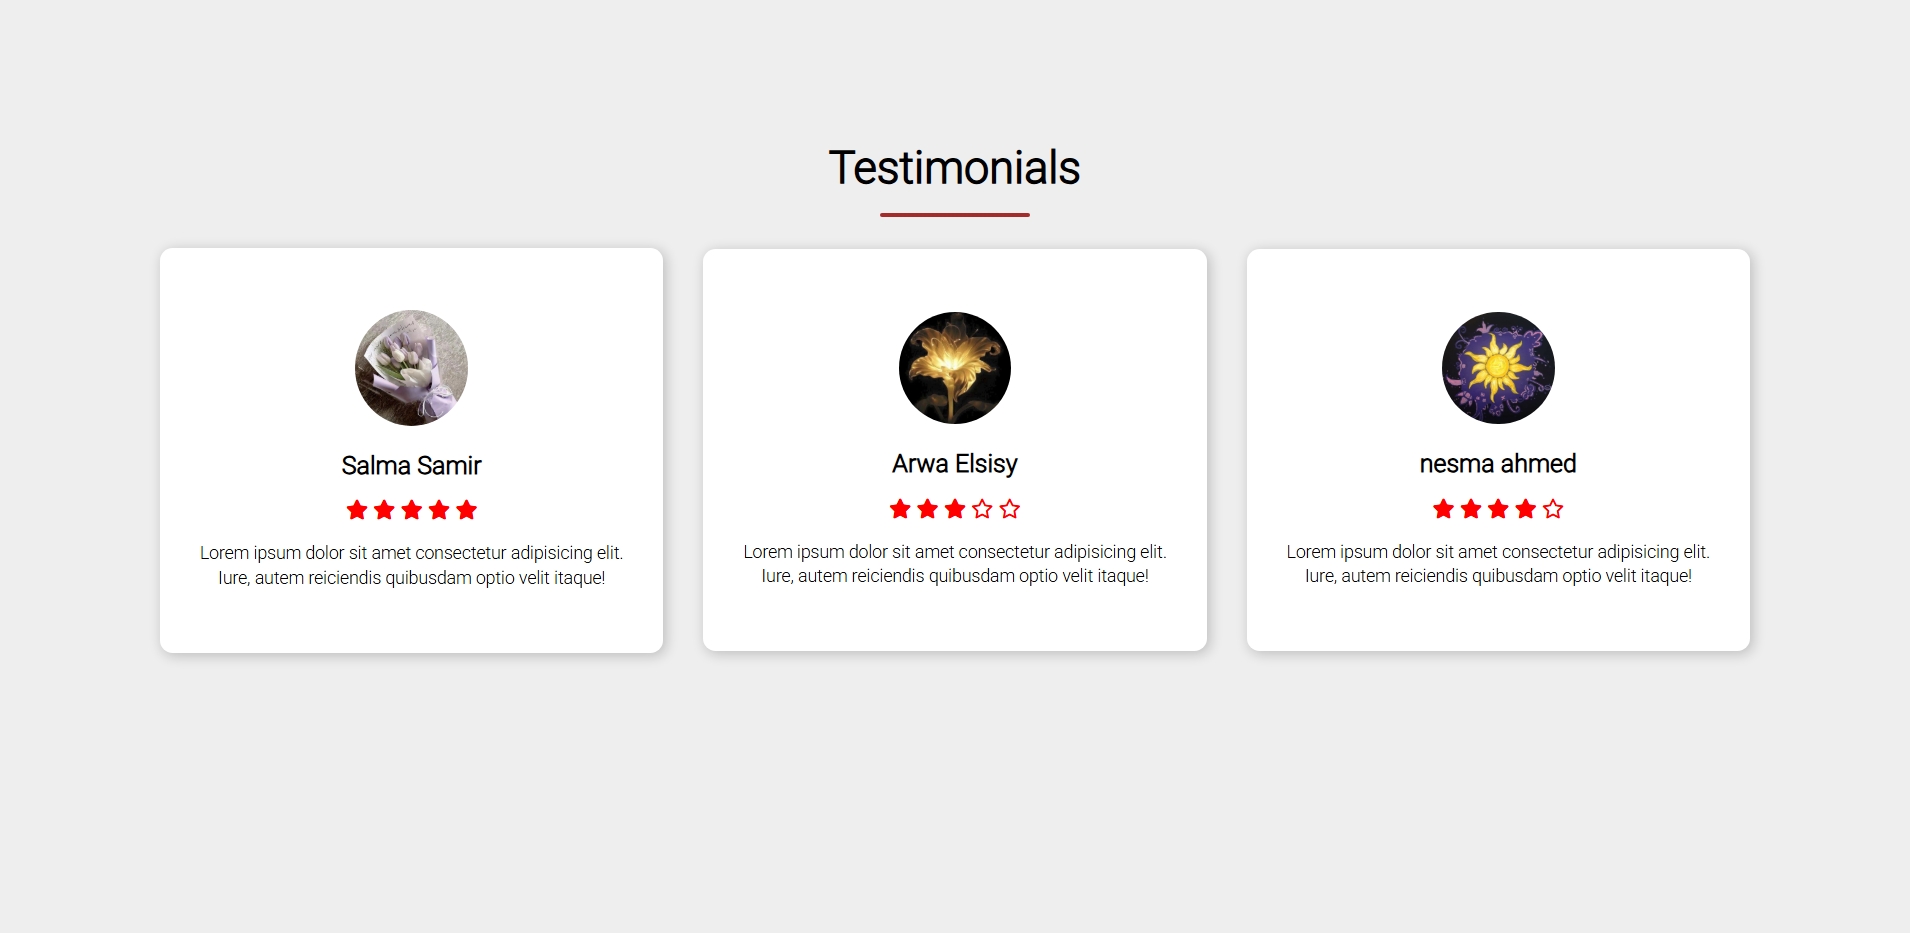 Testimonials
Salma Samir
Lorem ipsum dolor sit amet consectetur adipisicing elit.
Iure, autem reiciendis quibusdam optio velit itaque!
Arwa Elsisy
Lorem ipsum dolor sit amet consectetur adipisicing elit.
Iure, autem reiciendis quibusdam optio velit itaque!
nesma ahmed
Lorem ipsum dolor sit amet consectetur adipisicing elit.
Iure, autem reiciendis quibusdam optio velit itaque!